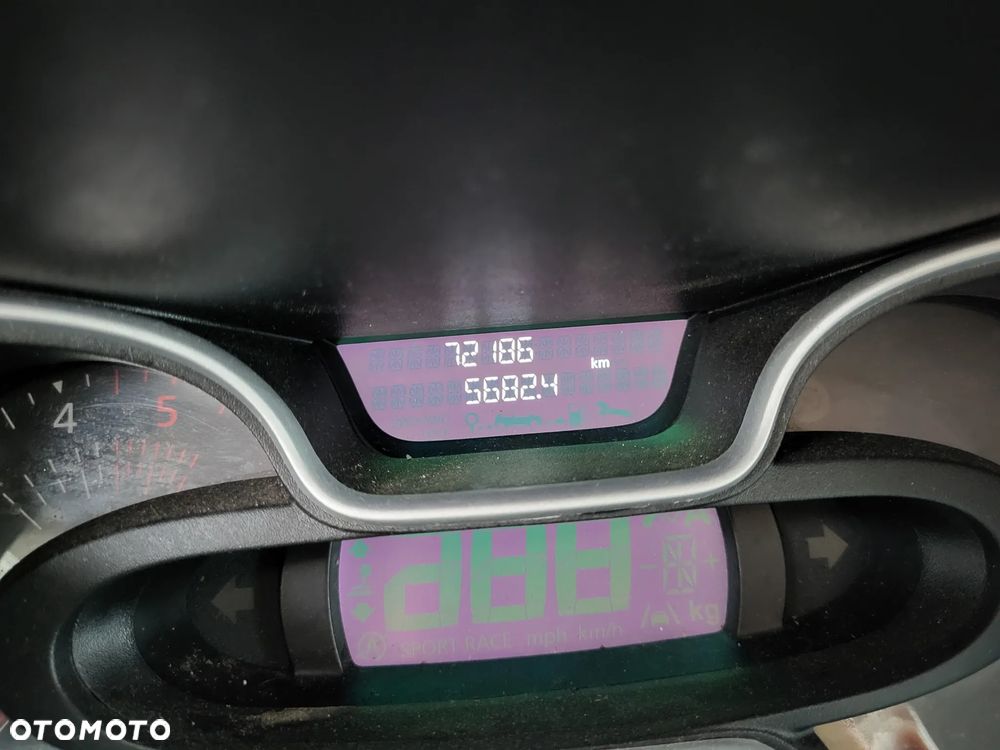 72186 km
5682.4
4 5
SPORT RACE mph km/h kg
OTOMOTO